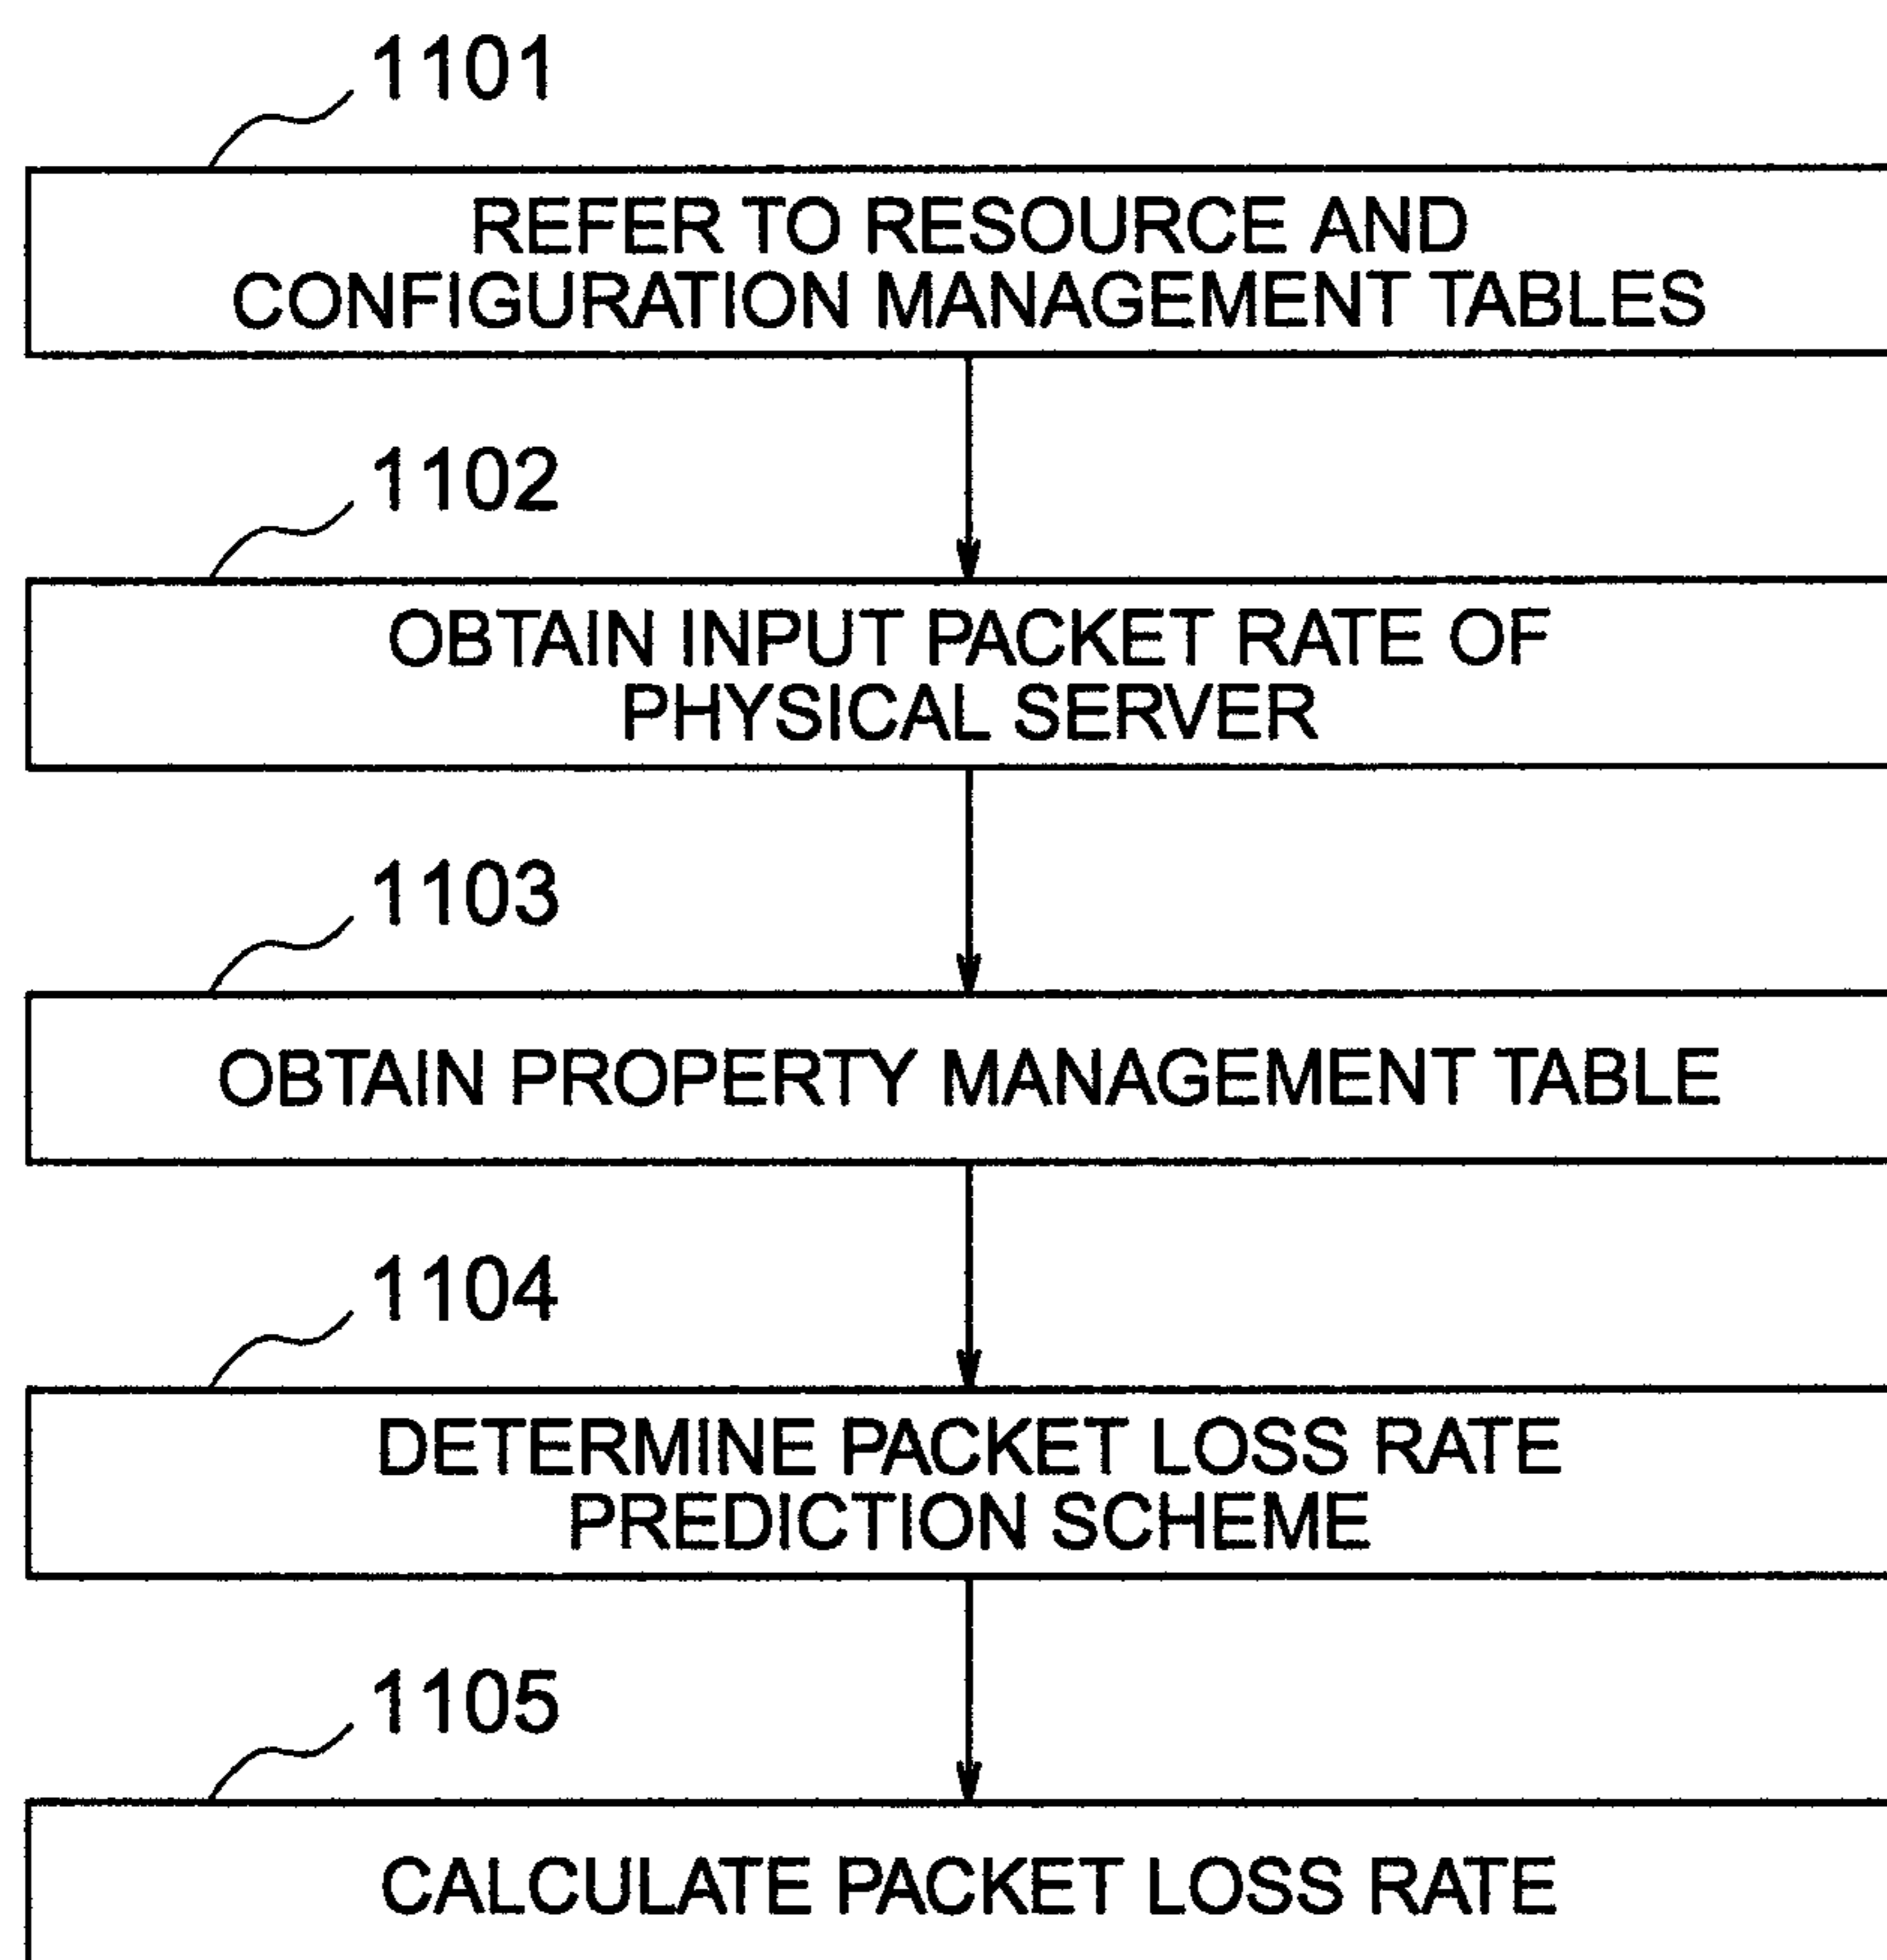 1101
REFER TO RESOURCE AND
CONFIGURATION MANAGEMENT TABLES
1102
OBTAIN INPUT PACKET RATE OF
PHYSICAL SERVER
1103
OBTAIN PROPERTY MANAGEMENT TABLE
1104
DETERMINE PACKET LOSS RATE
PREDICTION SCHEME
1105
CALCULATE PACKET LOSS RATE